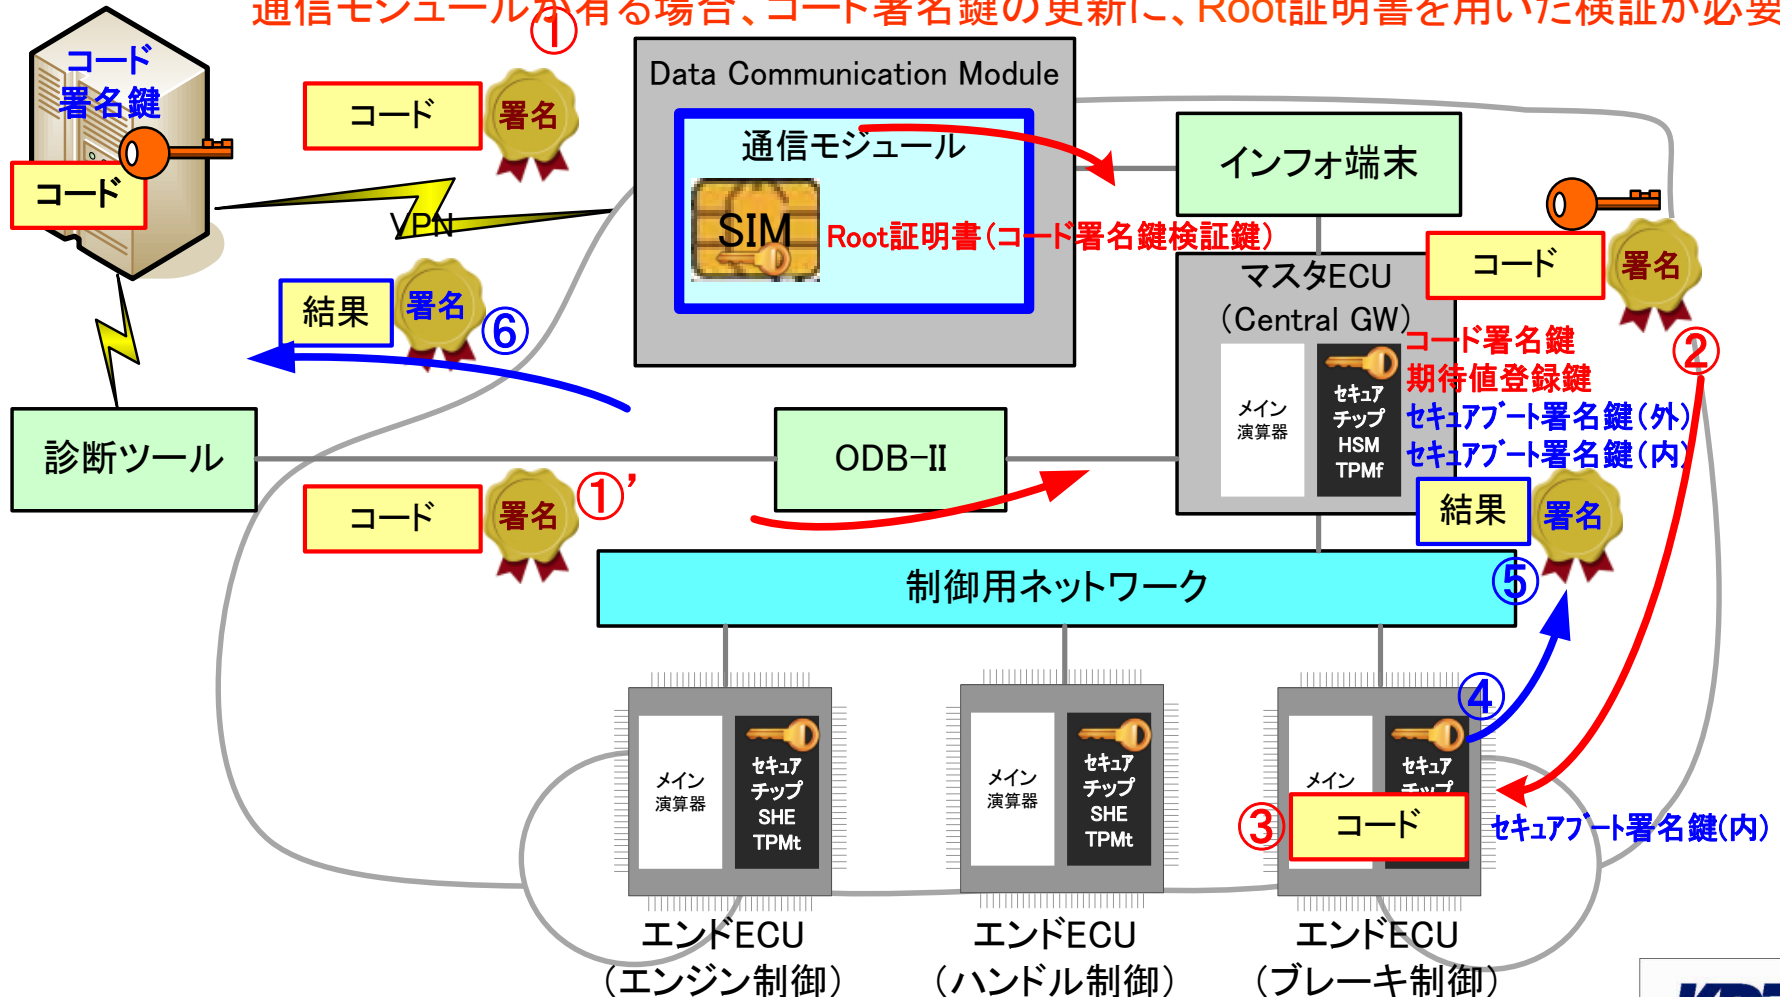 通信モジュールが有る場合、コード署名鍵の更新に、Root証明書を用いた検証が必要
コード
署名鍵
コード
①
コード
署名
VPN
Data Communication Module
通信モジュール
SIM
Root証明書(コード署名鍵検証鍵)
インフォ端末
コード
署名
②
マスタECU
(Central GW)
メイン
演算器
セキュア
チップ
HSM
TPMf
コード署名鍵
期待値登録鍵
セキュアブート署名鍵(外)
セキュアブート署名鍵(内)
結果
署名
⑥
診断ツール
ODB-II
コード
署名
①’
結果
署名
⑤
制御用ネットワーク
メイン
演算器
セキュア
チップ
SHE
TPMt
エンドECU
(エンジン制御)
メイン
演算器
セキュア
チップ
SHE
TPMt
エンドECU
(ハンドル制御)
④
メイン
セキュア
チップ
③
コード
セキュアブート署名鍵(内)
エンドECU
(ブレーキ制御)